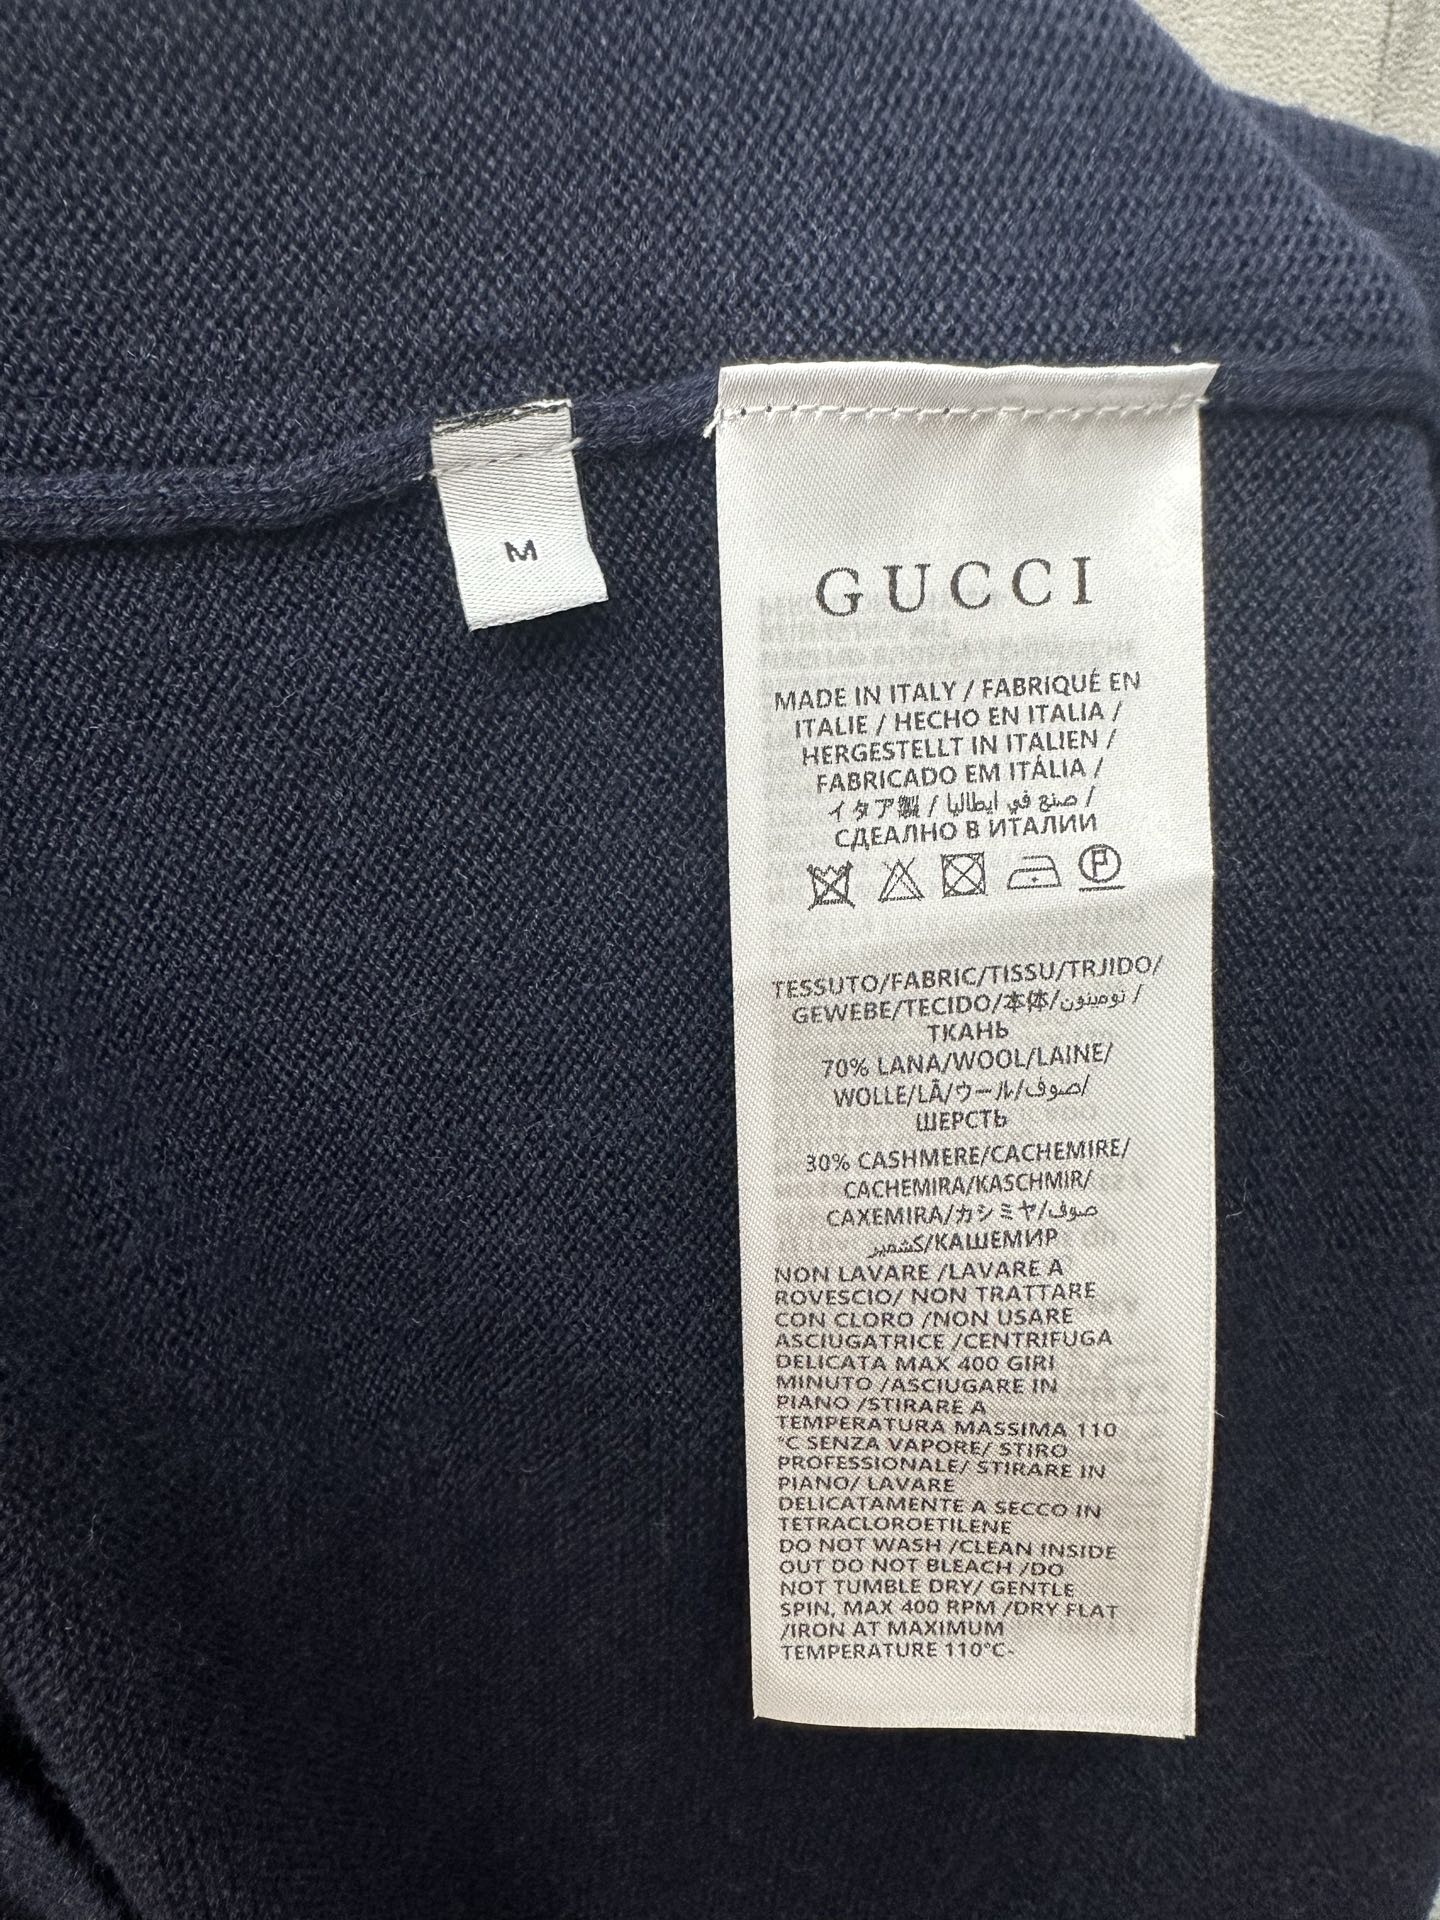 M
GUCCI
MADE IN ITALY / FABRIQUÉ EN
ITALIE / HECHO EN ITALIA /
HERGESTELLT IN ITALIEN /
FABRICADO EM ITÁLIA /
イタア製 / صنع في ايطاليا /
СДЕАЛНО В ИТАЛИИ
P
TESSUTO/FABRIC/TISSU/TRJIDO/
GEWEBE/TECIDO/本体/نومينون /
ТКАНЬ
70% LANA/WOOL/LAINE/
WOLLE/LÃ/ウール/صوف/
ШЕРСТЬ
30% CASHMERE/CACHEMIRE/
CACHEMIRA/KASCHMIR/
CAXEMIRA/カシミヤ/صوف
كشمير/КАШЕМИР
NON LAVARE /LAVARE A
ROVESCIO/ NON TRATTARE
CON CLORO /NON USARE
ASCIUGATRICE /CENTRIFUGA
DELICATA MAX 400 GIRI
MINUTO /ASCIUGARE IN
PIANO /STIRARE A
TEMPERATURA MASSIMA 110
°C SENZA VAPORE/ STIRO
PROFESSIONALE/ STIRARE IN
PIANO/ LAVARE
DELICATAMENTE A SECCO IN
TETRACLOROETILENE
DO NOT WASH /CLEAN INSIDE
OUT DO NOT BLEACH /DO
NOT TUMBLE DRY/ GENTLE
SPIN, MAX 400 RPM /DRY FLAT
/IRON AT MAXIMUM
TEMPERATURE 110°C-